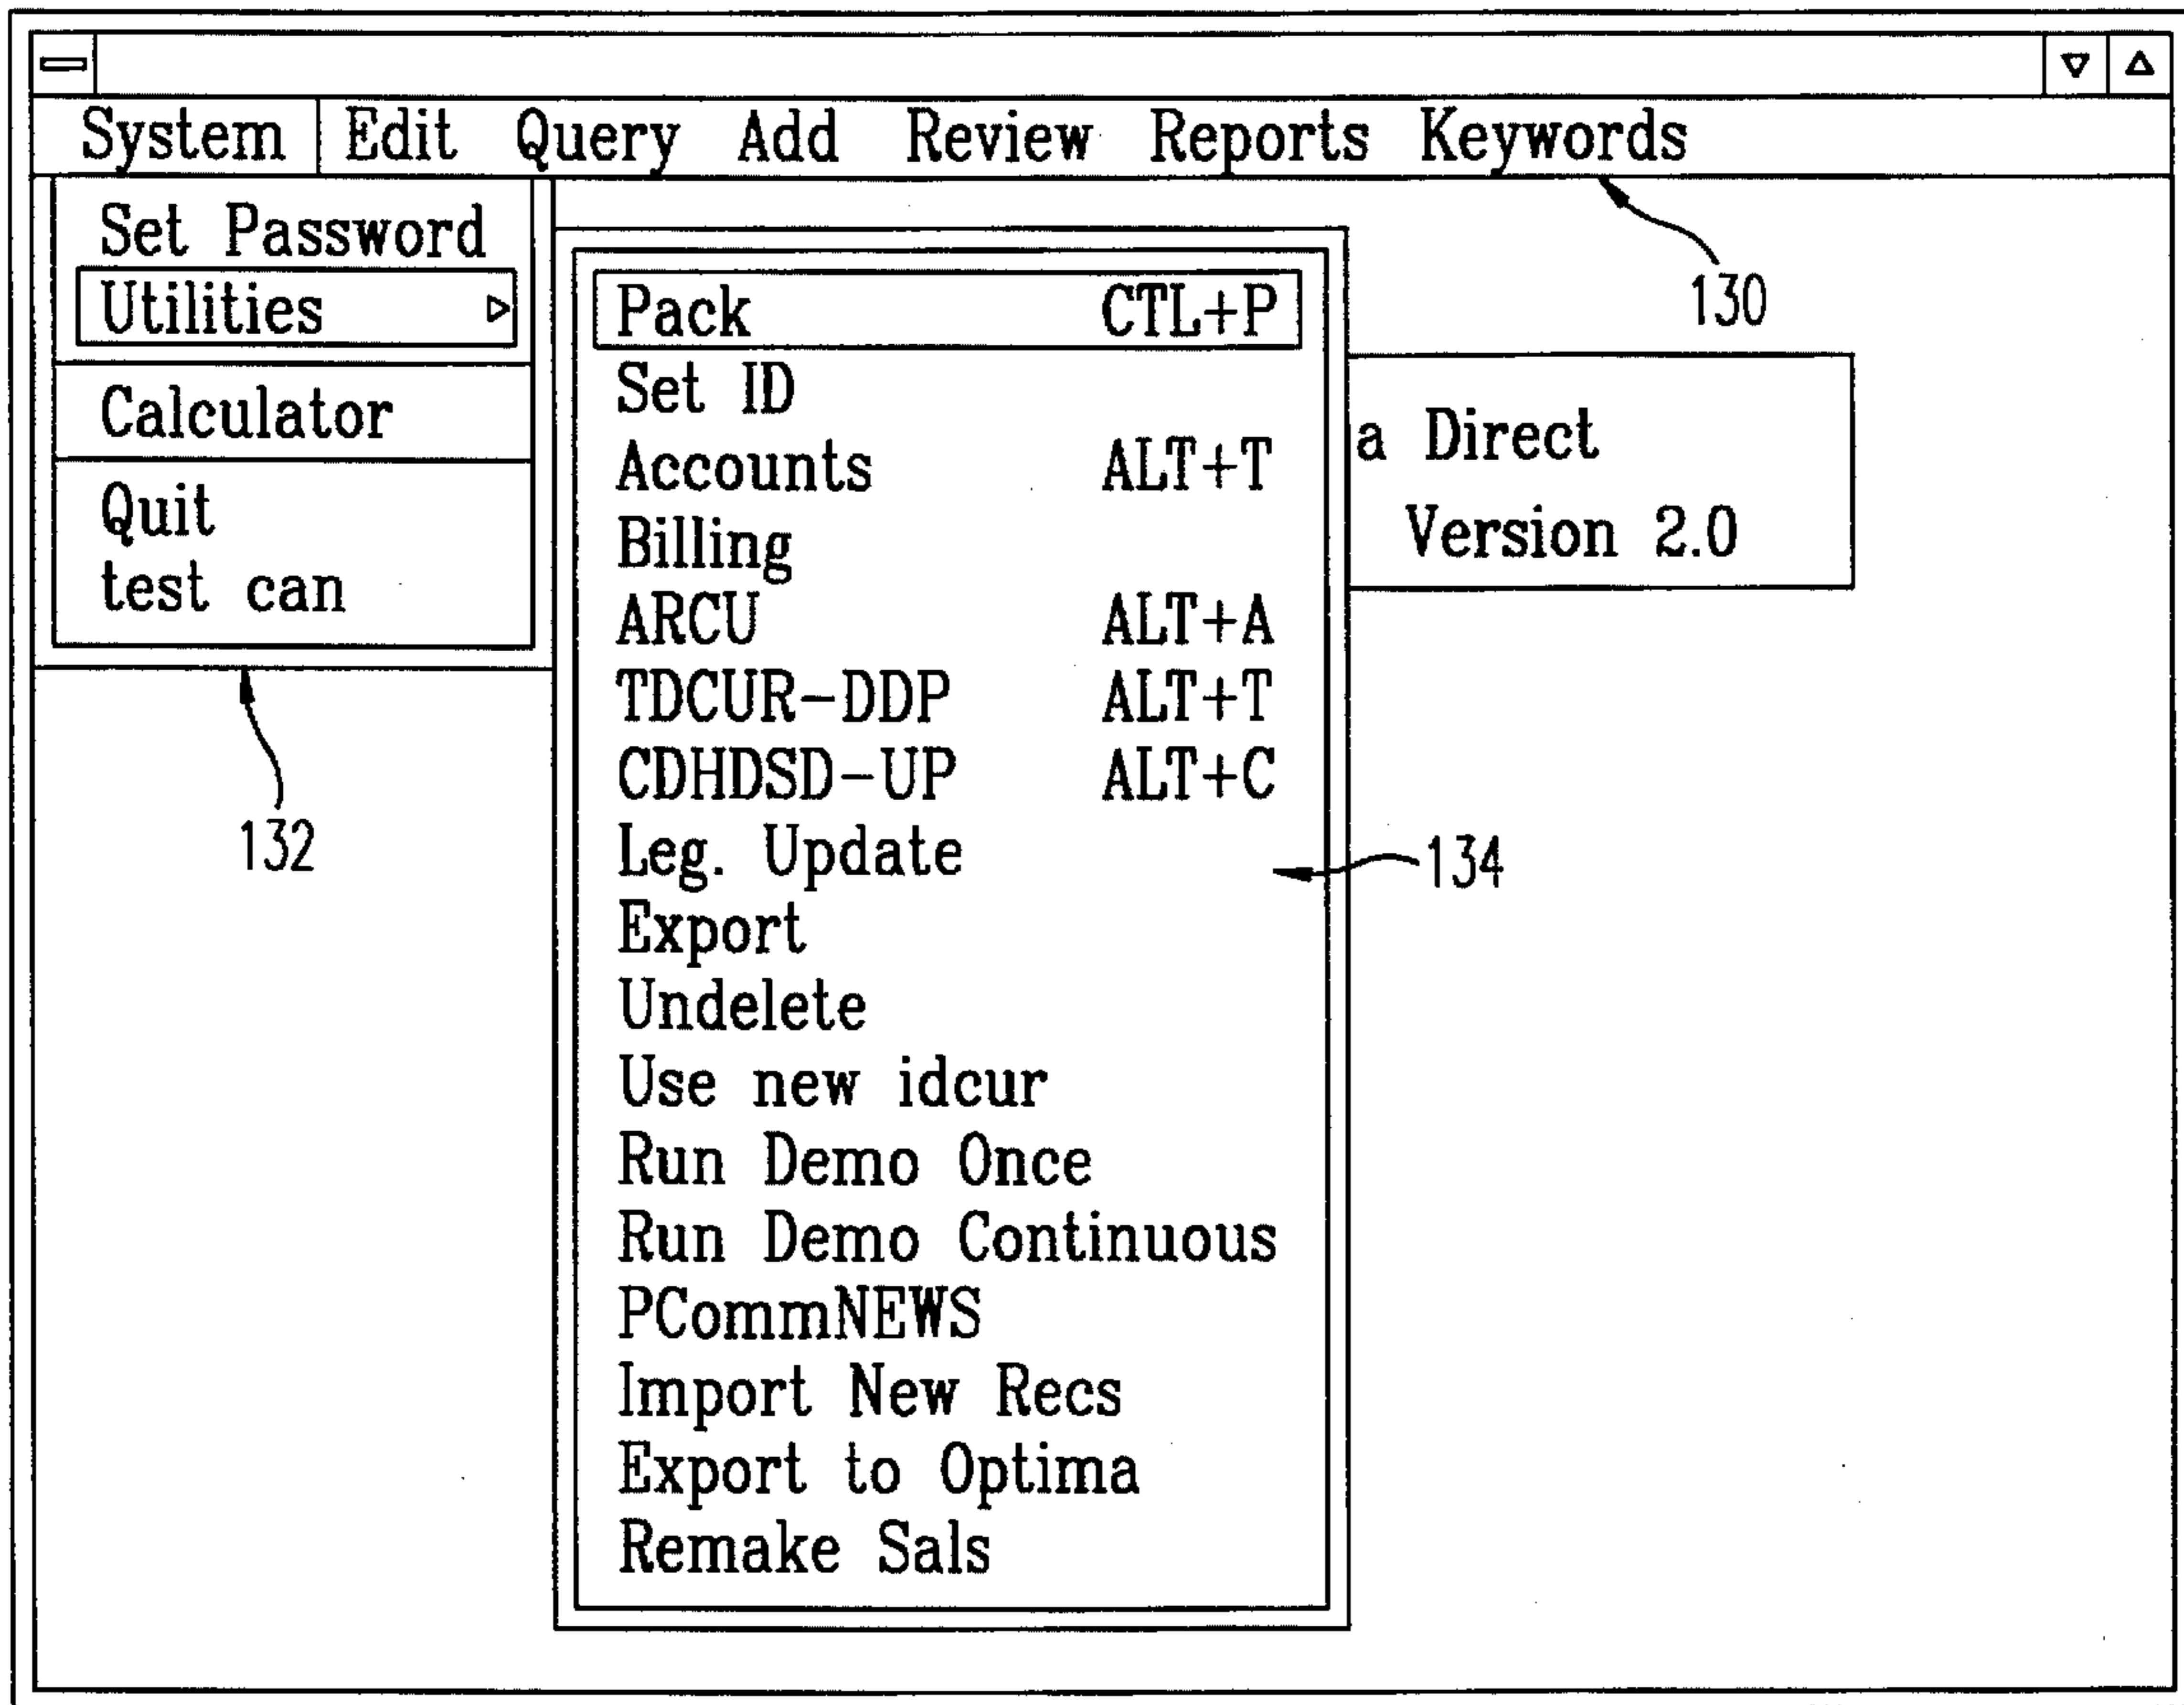 System Edit Query Add Review Reports Keywords
Set Password
Utilities
Calculator
Quit
test can
132
Pack CTL+P
Set ID
Accounts ALT+T
Billing
ARCU ALT+A
TDCUR-DDP ALT+T
CDHDSD-UP ALT+C
Leg. Update
Export
Undelete
Use new idcur
Run Demo Once
Run Demo Continuous
PCommNEWS
Import New Recs
Export to Optima
Remake Sals
130
a Direct
Version 2.0
134